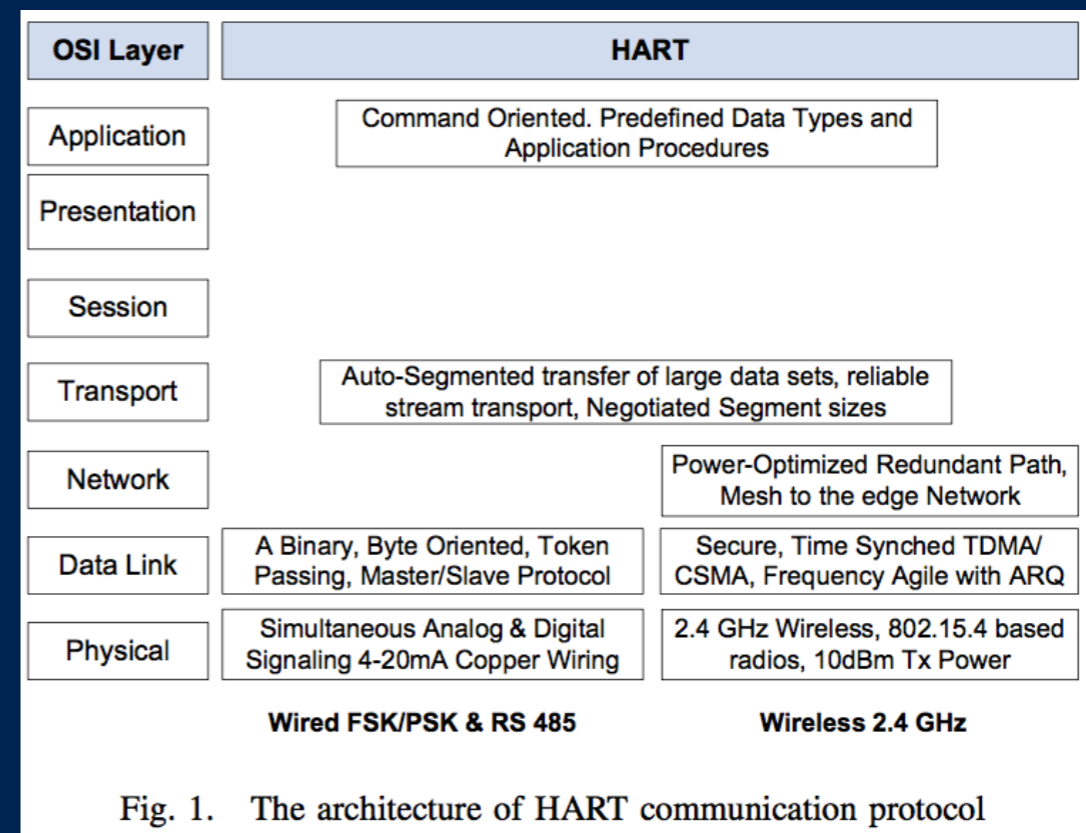 OSI Layer
HART
Application
Command Oriented. Predefined Data Types and
Application Procedures
Presentation
Session
Transport
Auto-Segmented transfer of large data sets, reliable
stream transport, Negotiated Segment sizes
Network
Power-Optimized Redundant Path,
Mesh to the edge Network
Data Link
A Binary, Byte Oriented, Token
Passing, Master/Slave Protocol
Secure, Time Synched TDMA/
CSMA, Frequency Agile with ARQ
Physical
Simultaneous Analog & Digital
Signaling 4-20mA Copper Wiring
2.4 GHz Wireless, 802.15.4 based
radios, 10dBm Tx Power
Wired FSK/PSK & RS 485
Wireless 2.4 GHz
Fig. 1. The architecture of HART communication protocol